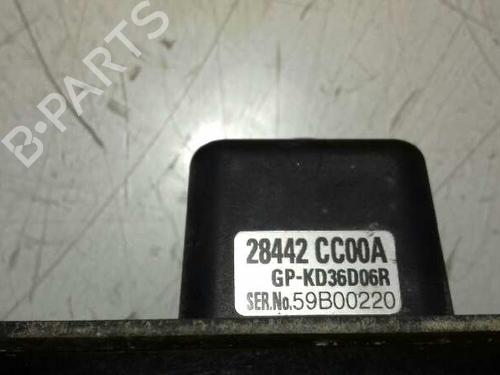 B-PARTS
28442 CC00A
GP-KD36D06R
SER.No.59B00220